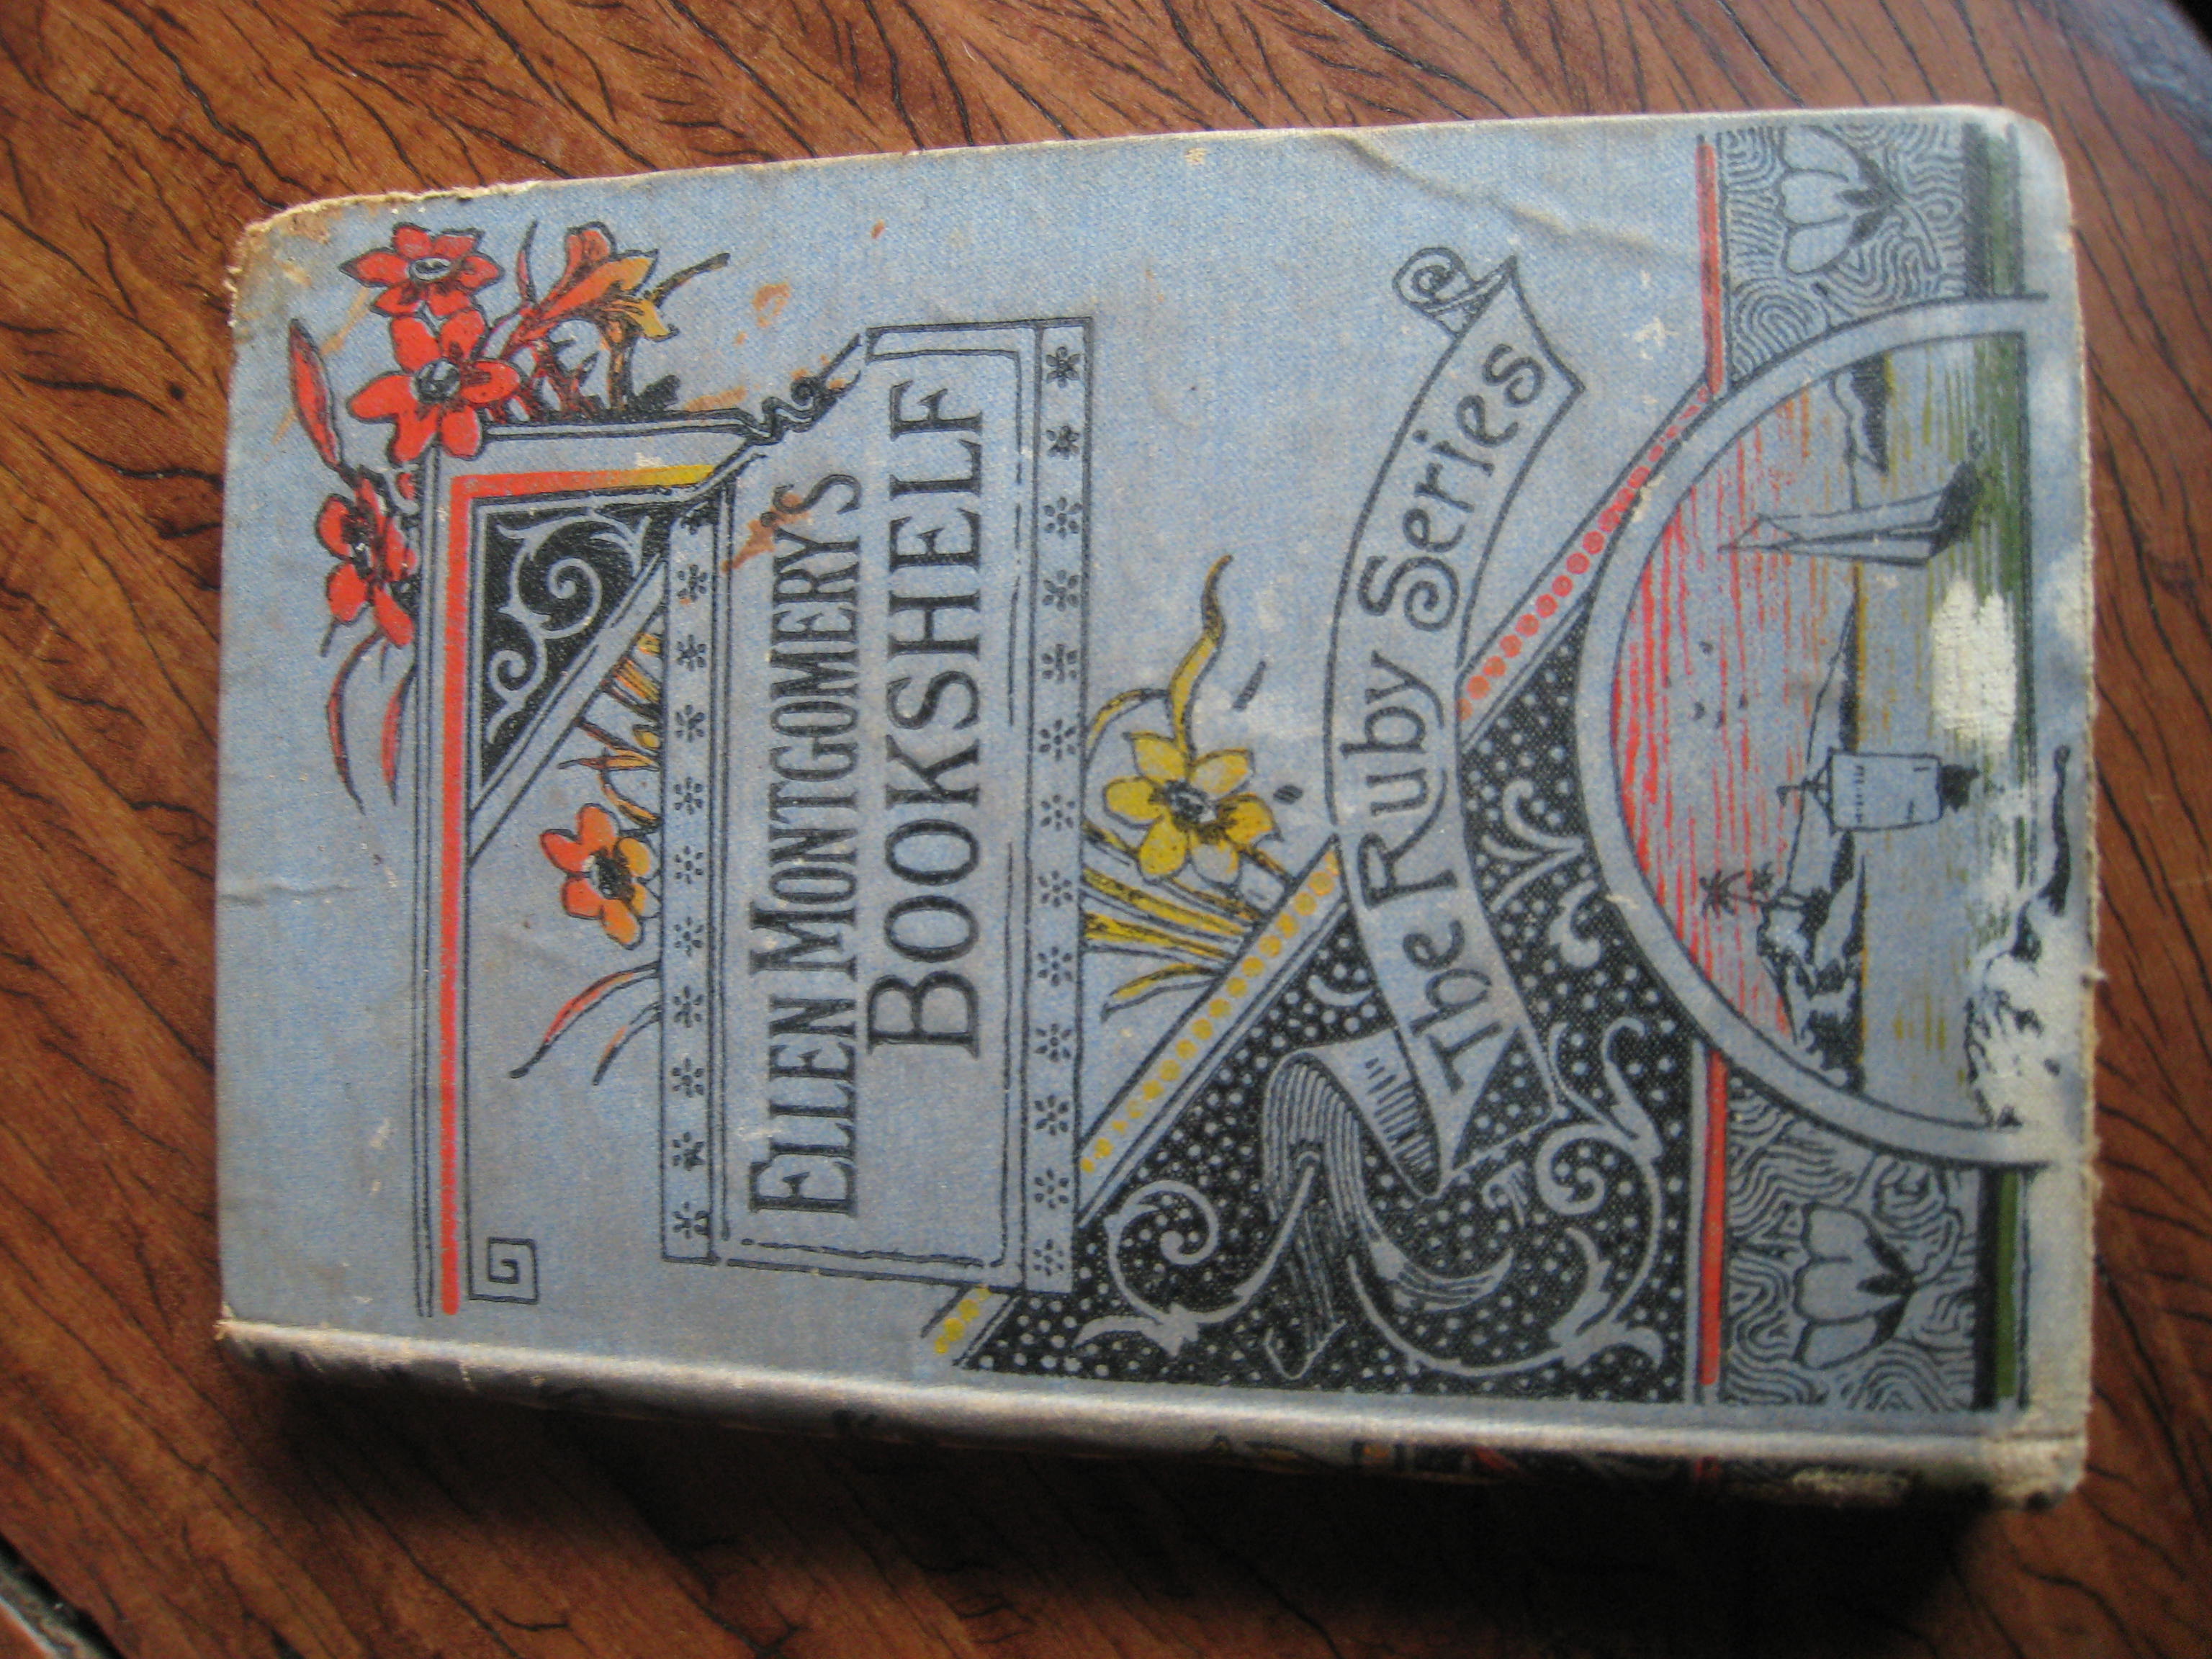 ELLEN MONTGOMERY'S
BOOKSHELF
The Ruby Series